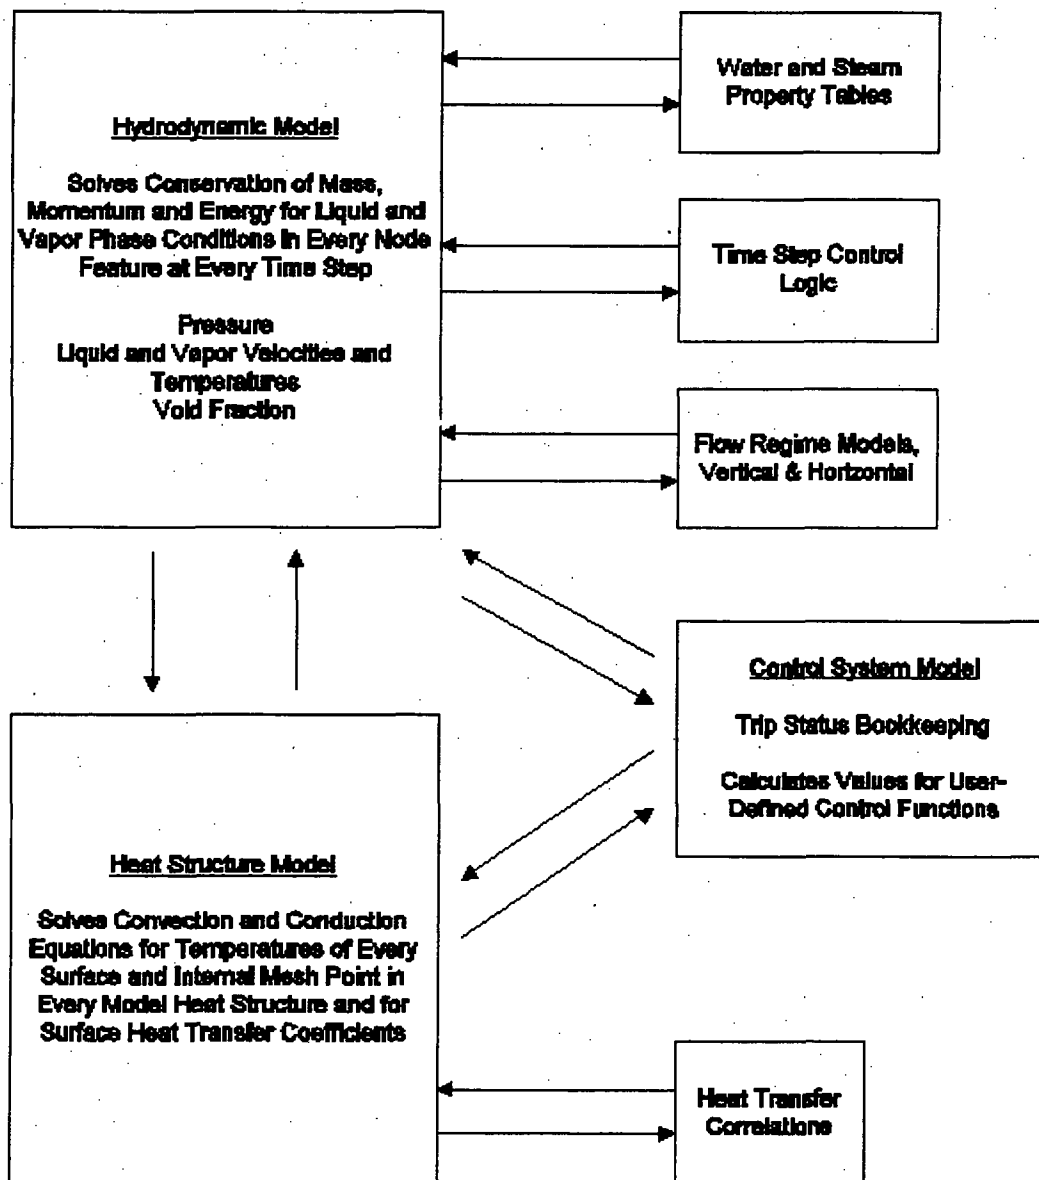 Hydrodynamic Model
Solves Conservation of Mass,
Momentum and Energy for Liquid and
Vapor Phase Conditions in Every Node
Feature at Every Time Step
Pressure
Liquid and Vapor Velocities and
Temperatures
Void Fraction
Water and Steam
Property Tables
Time Step Control
Logic
Flow Regime Models,
Vertical & Horizontal
Control System Model
Trip Status Bookkeeping
Calculates Values for User-
Defined Control Functions
Heat Structure Model
Solves Convection and Conduction
Equations for Temperatures of Every
Surface and Internal Mesh Point in
Every Model Heat Structure and for
Surface Heat Transfer Coefficients
Heat Transfer
Correlations